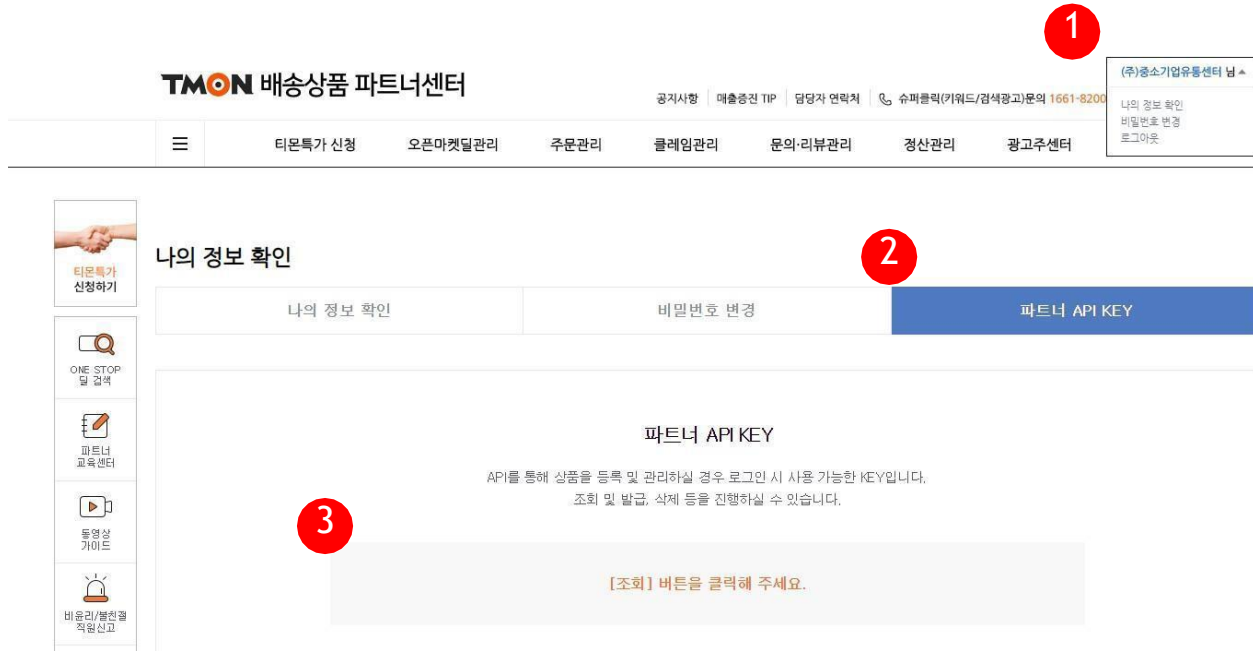 1
(주)중소기업유통센터 님
TMON 배송상품 파트너센터
공지사항 매출증진 TIP 담당자 연락처 슈퍼클릭(키워드/검색광고)문의 1661-8200
나의 정보 확인
비밀번호 변경
로그아웃
티몬특가 신청 오픈마켓딜관리 주문관리 클레임관리 문의·리뷰관리 정산관리 광고주센터
티몬특가
신청하기
나의 정보 확인
2
나의 정보 확인 비밀번호 변경 파트너 API KEY
ONE STOP
딜 검색
파트너
교육센터
동영상
가이드
비윤리/불친절
직원신고
파트너 API KEY
API를 통해 상품을 등록 및 관리하실 경우 로그인 시 사용 가능한 KEY입니다.
조회 및 발급, 삭제 등을 진행하실 수 있습니다.
3
[조회] 버튼을 클릭해 주세요.